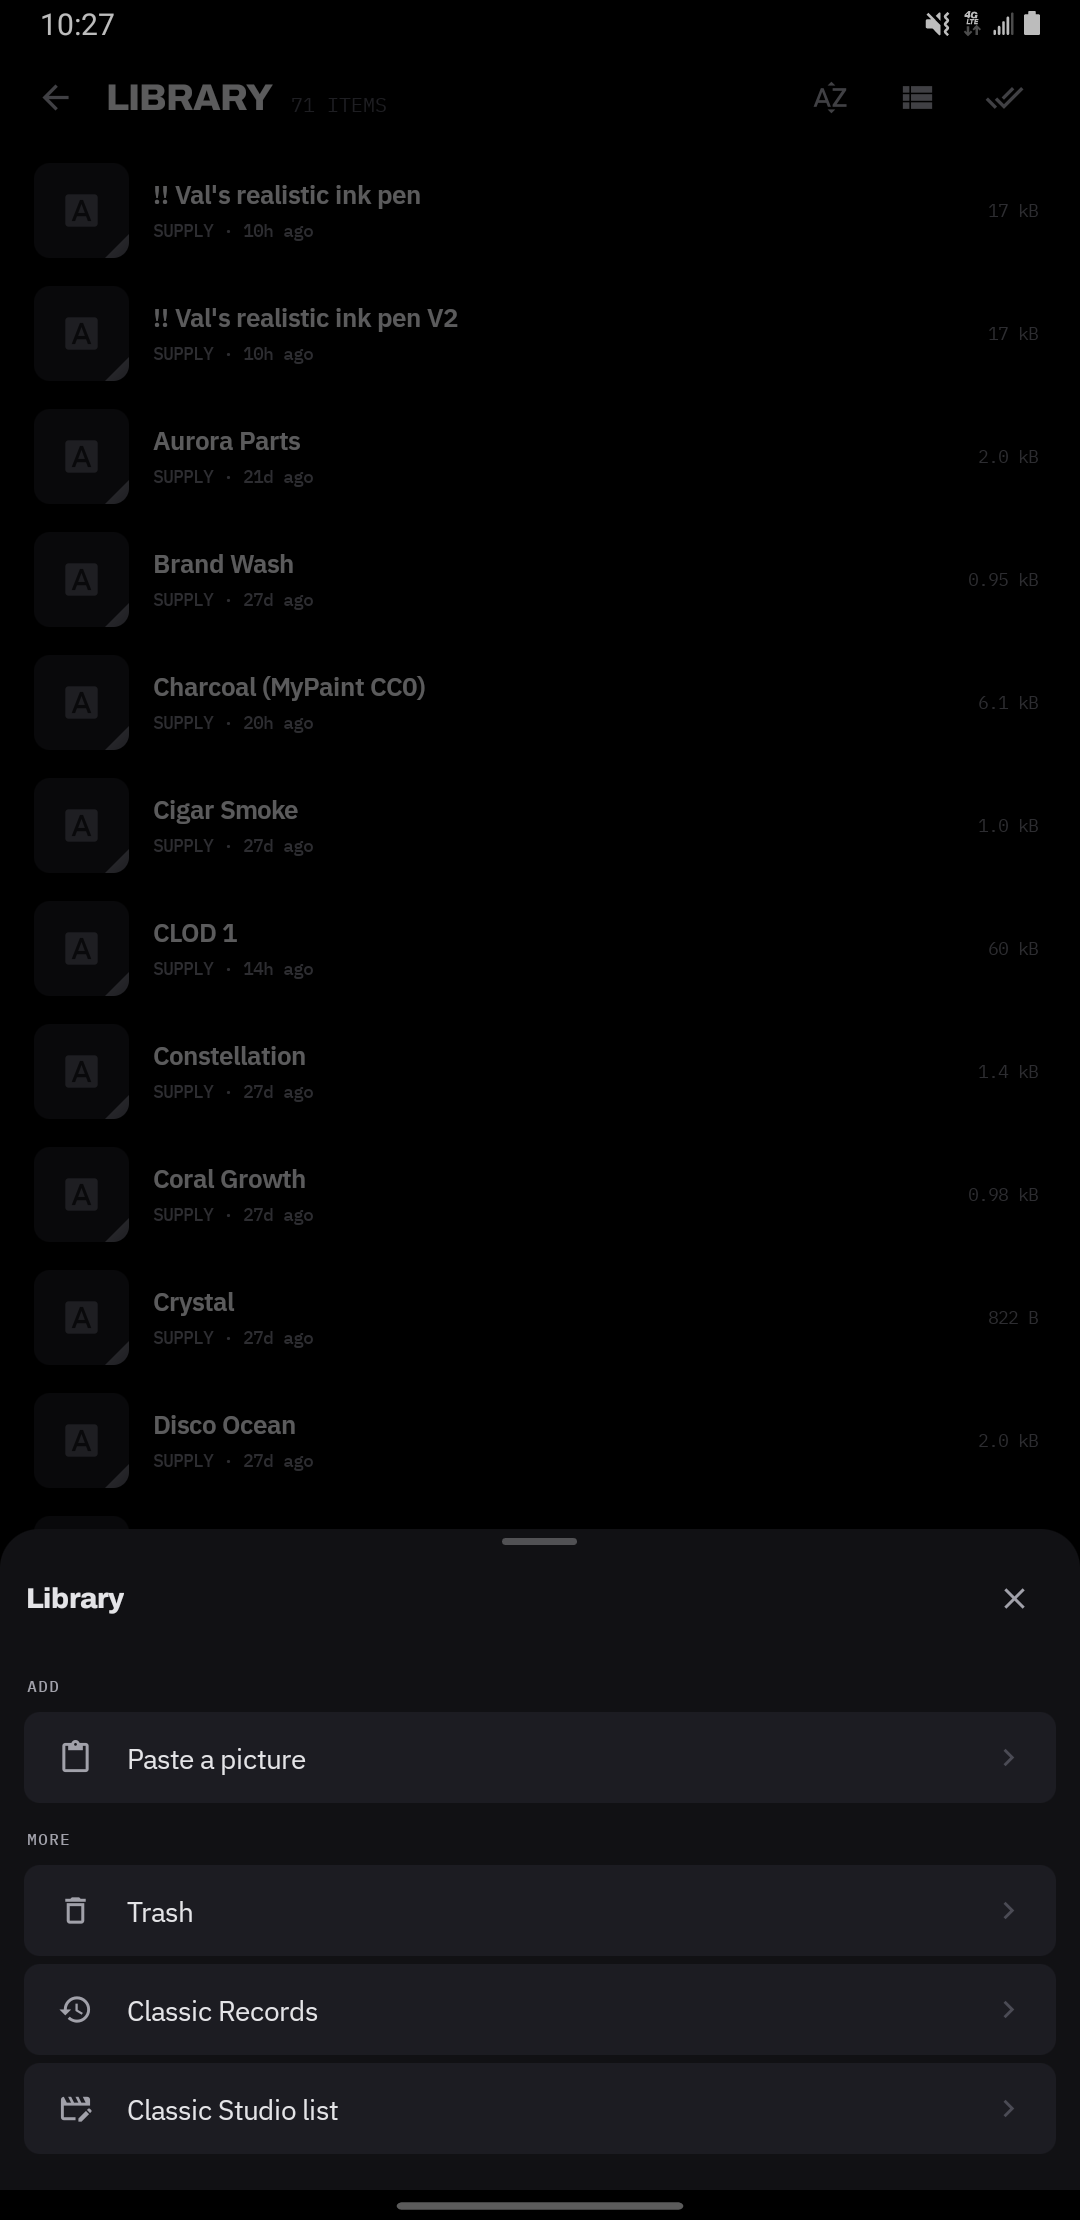 10:27
4G LTE
LIBRARY 71 ITEMS AZ
A !! Val's realistic ink pen
SUPPLY · 10h ago
17 kB
A !! Val's realistic ink pen V2
SUPPLY · 10h ago
17 kB
A Aurora Parts
SUPPLY · 21d ago
2.0 kB
A Brand Wash
SUPPLY · 27d ago
0.95 kB
A Charcoal (MyPaint CC0)
SUPPLY · 20h ago
6.1 kB
A Cigar Smoke
SUPPLY · 27d ago
1.0 kB
A CLOD 1
SUPPLY · 14h ago
60 kB
A Constellation
SUPPLY · 27d ago
1.4 kB
A Coral Growth
SUPPLY · 27d ago
0.98 kB
A Crystal
SUPPLY · 27d ago
822 B
A Disco Ocean
SUPPLY · 27d ago
2.0 kB
Library
ADD
Paste a picture
MORE
Trash
Classic Records
Classic Studio list